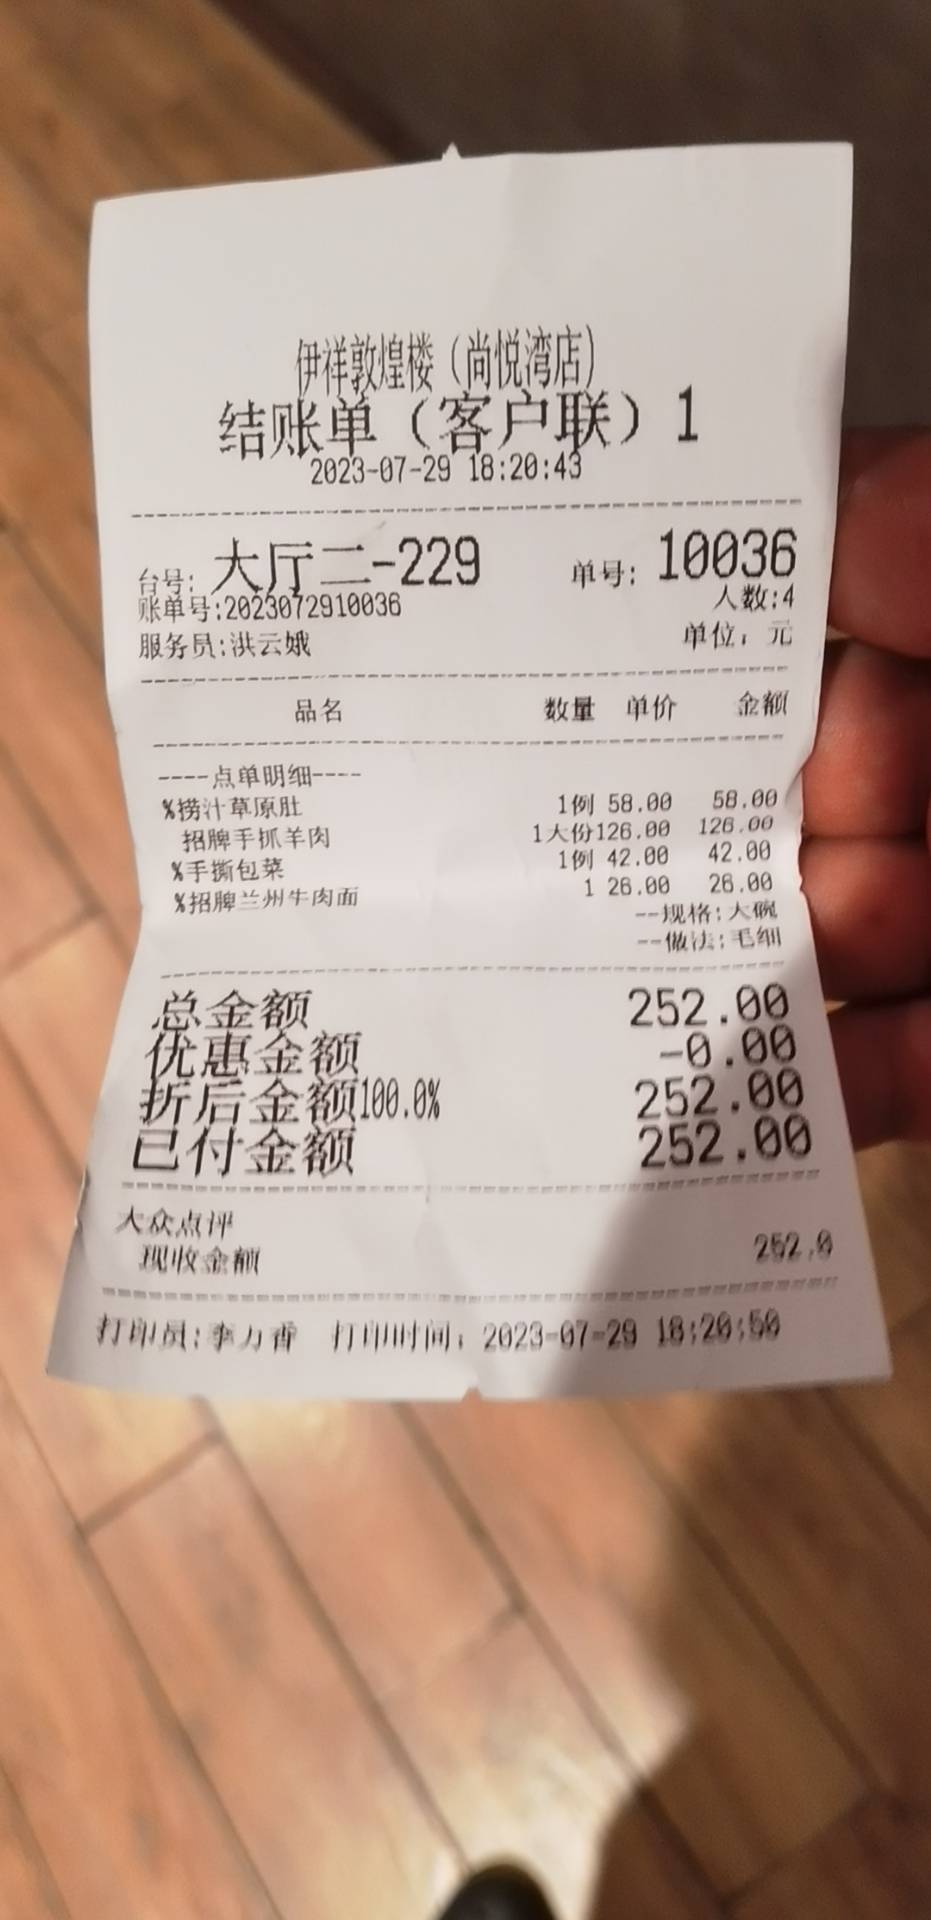 伊祥敦煌楼（尚悦湾店）
结账单（客户联）1
2023-07-29 18:20:43
台号: 大厅二-229 单号: 10036
账单号:2023072910036 人数:4
服务员:洪云娥 单位: 元
品名 数量 单价 金额
----点单明细----
%捞汁草原肚 1例 58.00 58.00
招牌手抓羊肉 1大份126.00 126.00
%手撕包菜 1例 42.00 42.00
%招牌兰州牛肉面 1 26.00 26.00
--规格:大碗
--做法:毛细
总金额 252.00
优惠金额 -0.00
折后金额100.0% 252.00
已付金额 252.00
大众点评
现收金额 252.0
打印员:李万香 打印时间: 2023-07-29 18:20:50